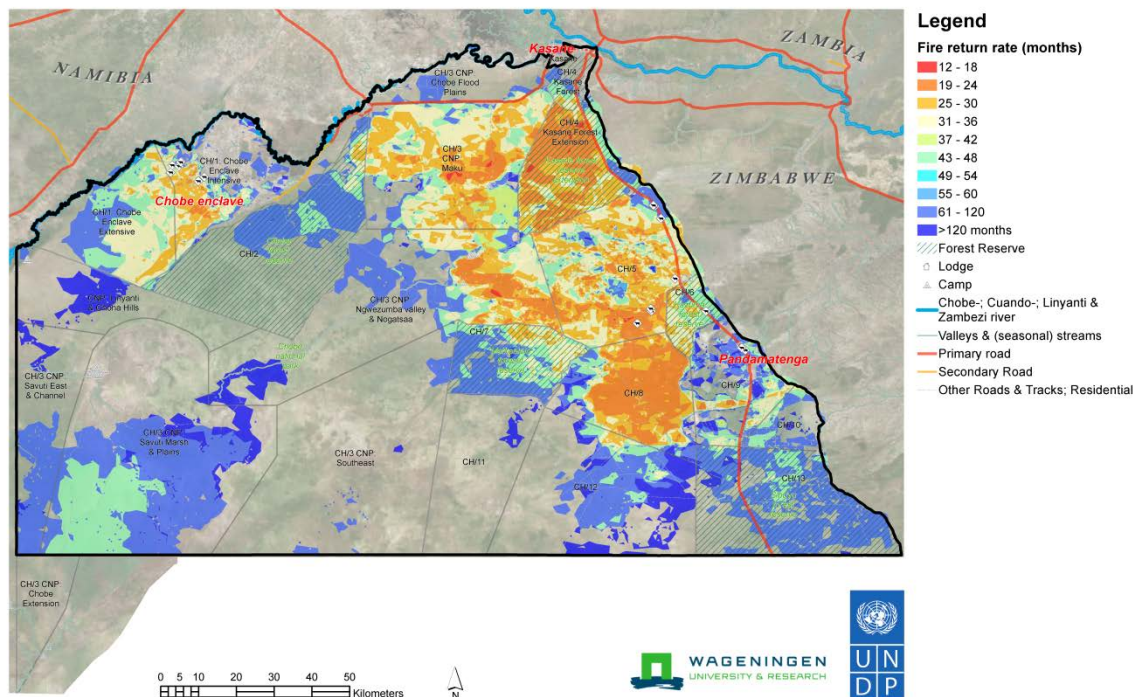 NAMIBIA
ZAMBIA
ZIMBABWE
Kasane
Kasane
CH/4
Kasane
Forest
CH/3 CNP
Chobe Flood
Plains
CH/4
Kasane Forest
Extension
CH/3
CNP
CH/1: Chobe
Enclave
Intensive
Chobe enclave
CH/1: Chobe
Enclave
Extensive
CH/2
CH/5
CH/6
CH/3 CNP
Ngwezumba valley
& Nogatsaa
CH/7
Pandamatenga
CH/9
CH/8
CH/3 CNP
Savuti East
& Channel
CH/3 CNP
Savuti Marsh
& Plains
CH/3 CNP
Southeast
CH/11
CH/12
CH/10
CH/13
CH/3 CNP
Chobe
Extension
0 5 10 20 30 40 50
Kilometers
N
WAGENINGEN
UNIVERSITY & RESEARCH
U N
D P
Legend
Fire return rate (months)
12 - 18
19 - 24
25 - 30
31 - 36
37 - 42
43 - 48
49 - 54
55 - 60
61 - 120
>120 months
Forest Reserve
Lodge
Camp
Chobe-; Cuando-; Linyanti &
Zambezi river
Valleys & (seasonal) streams
Primary road
Secondary Road
Other Roads & Tracks; Residential